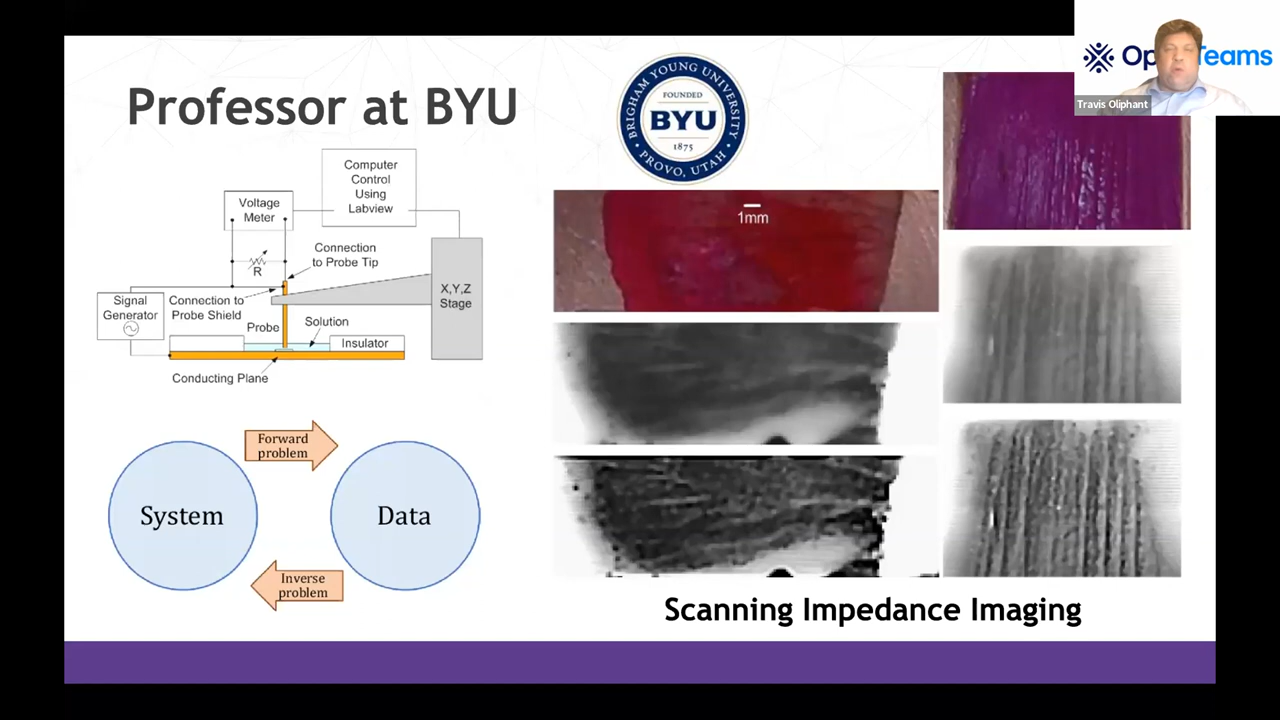 Professor at BYU
BRIGHAM YOUNG UNIVERSITY
FOUNDED
BYU
1875
PROVO, UTAH
Op Teams
Travis Oliphant
Computer
Control
Using
Labview
Voltage
Meter
R
Connection
to Probe Tip
X,Y,Z
Stage
Signal
Generator
Connection to
Probe Shield
Probe
Solution
Insulator
Conducting Plane
1mm
Forward
problem
System
Data
Inverse
problem
Scanning Impedance Imaging